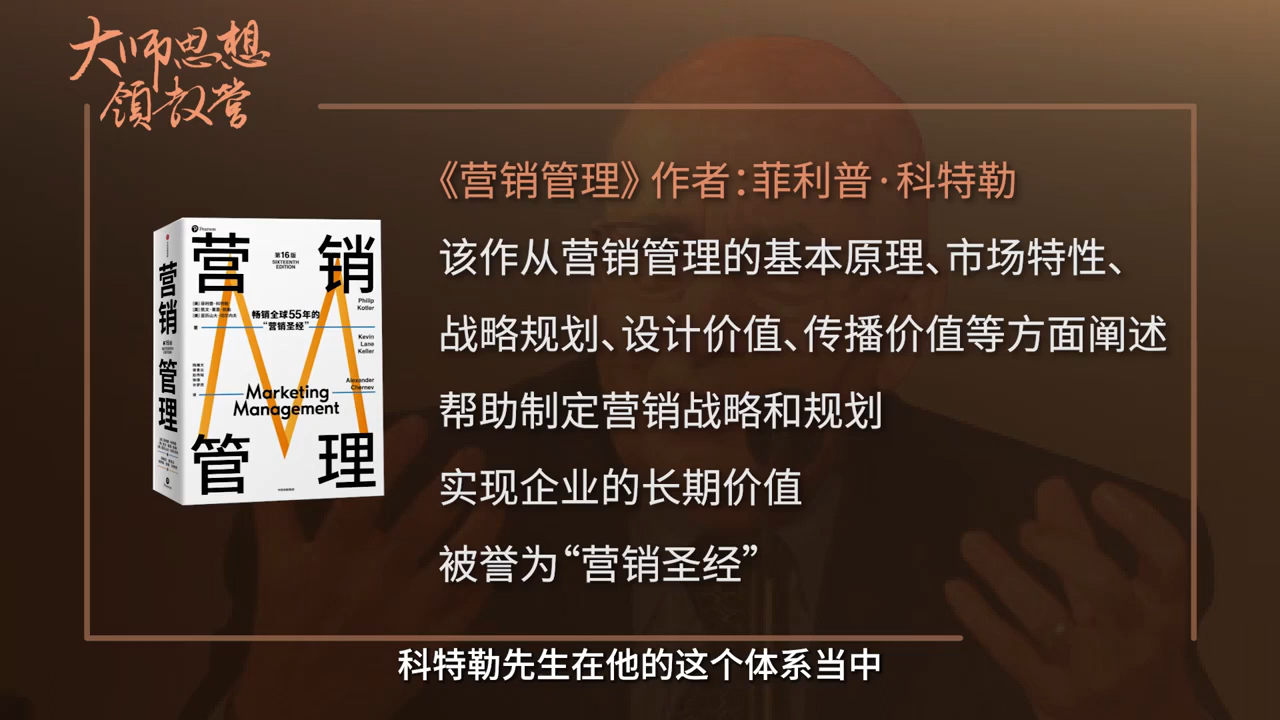 大师思想
领教营
《营销管理》作者：菲利普·科特勒
该作从营销管理的基本原理、市场特性、
战略规划、设计价值、传播价值等方面阐述
帮助制定营销战略和规划
实现企业的长期价值
被誉为“营销圣经”
Pearson
营销
第16版
SIXTEENTH
EDITION
Philip
Kotler
畅销全球55年的
“营销圣经”
Kevin
Lane
Keller
Alexander
Chernev
Marketing
Management
管理
营销管理
科特勒先生在他的这个体系当中